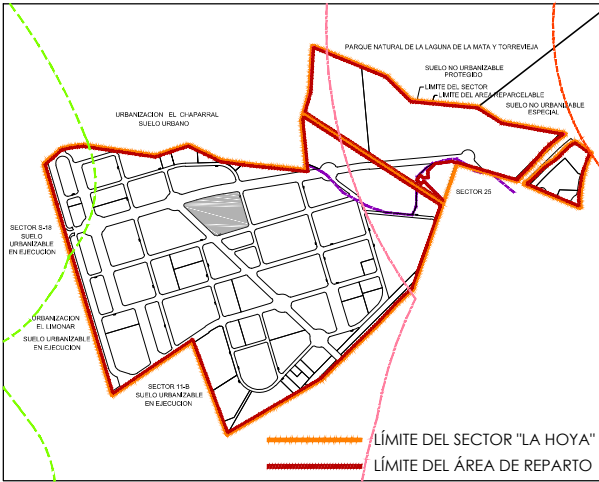 PARQUE NATURAL DE LA LAGUNA DE LA MATA Y TORREVIEJA
SUELO NO URBANIZABLE
PROTEGIDO
LIMITE DEL SECTOR
LIMITE DEL AREA REPARCELABLE
SUELO NO URBANIZABLE
ESPECIAL
URBANIZACION EL CHAPARRAL
SUELO URBANO
SECTOR 25
SECTOR S-18
SUELO
URBANIZABLE
EN EJECUCION
URBANIZACION
EL LIMONAR
SUELO URBANIZABLE
EN EJECUCION
SECTOR 11-B
SUELO URBANIZABLE
EN EJECUCION
LÍMITE DEL SECTOR "LA HOYA"
LÍMITE DEL ÁREA DE REPARTO